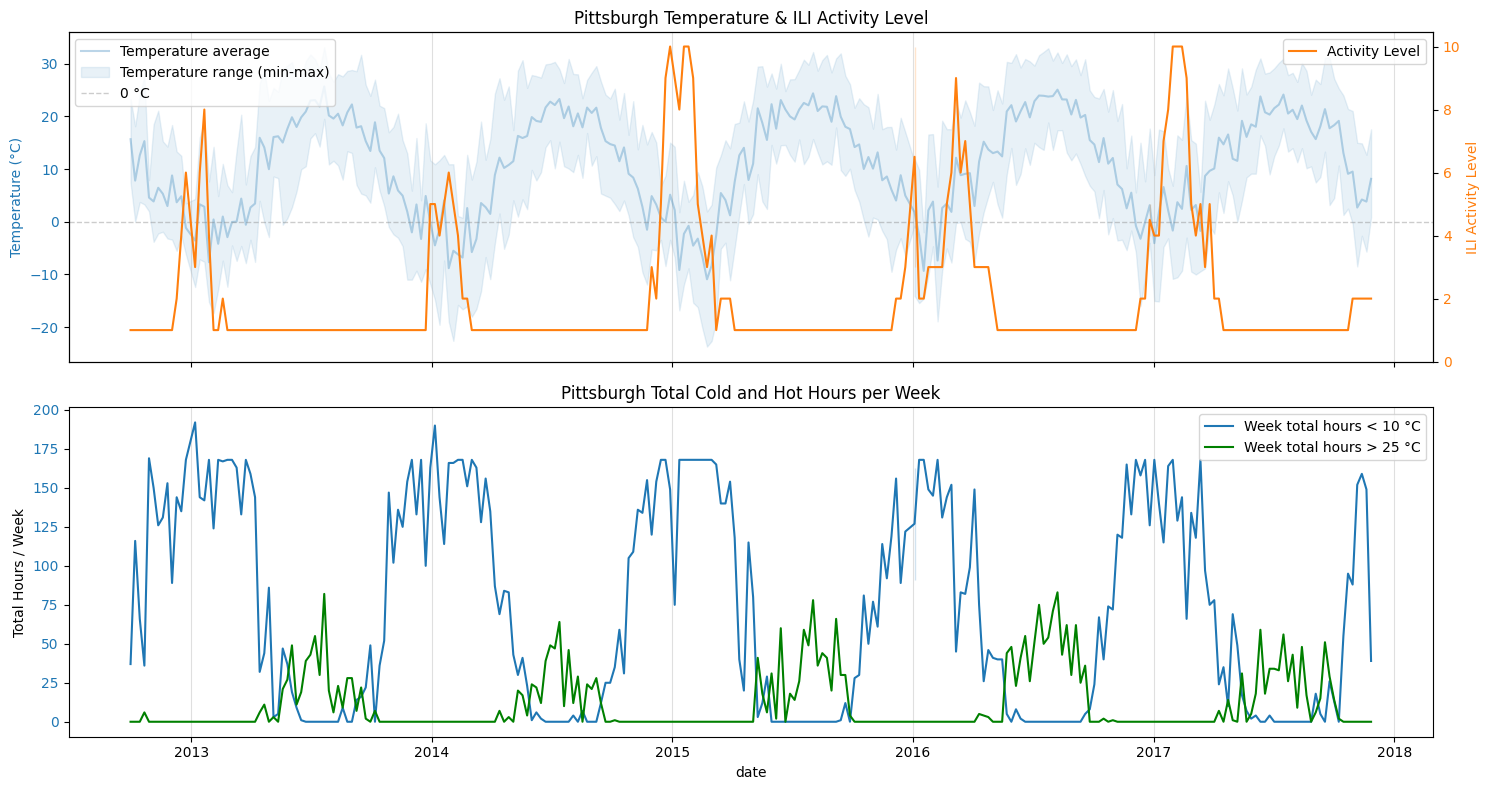 Pittsburgh Temperature & ILI Activity Level
Temperature average
Temperature range (min-max)
0 °C
Activity Level
Temperature (°C)
30
20
10
0
−10
−20
ILI Activity Level
10
8
6
4
2
0
Pittsburgh Total Cold and Hot Hours per Week
Week total hours < 10 °C
Week total hours > 25 °C
Total Hours / Week
200
175
150
125
100
75
50
25
0
2013
2014
2015
2016
2017
2018
date